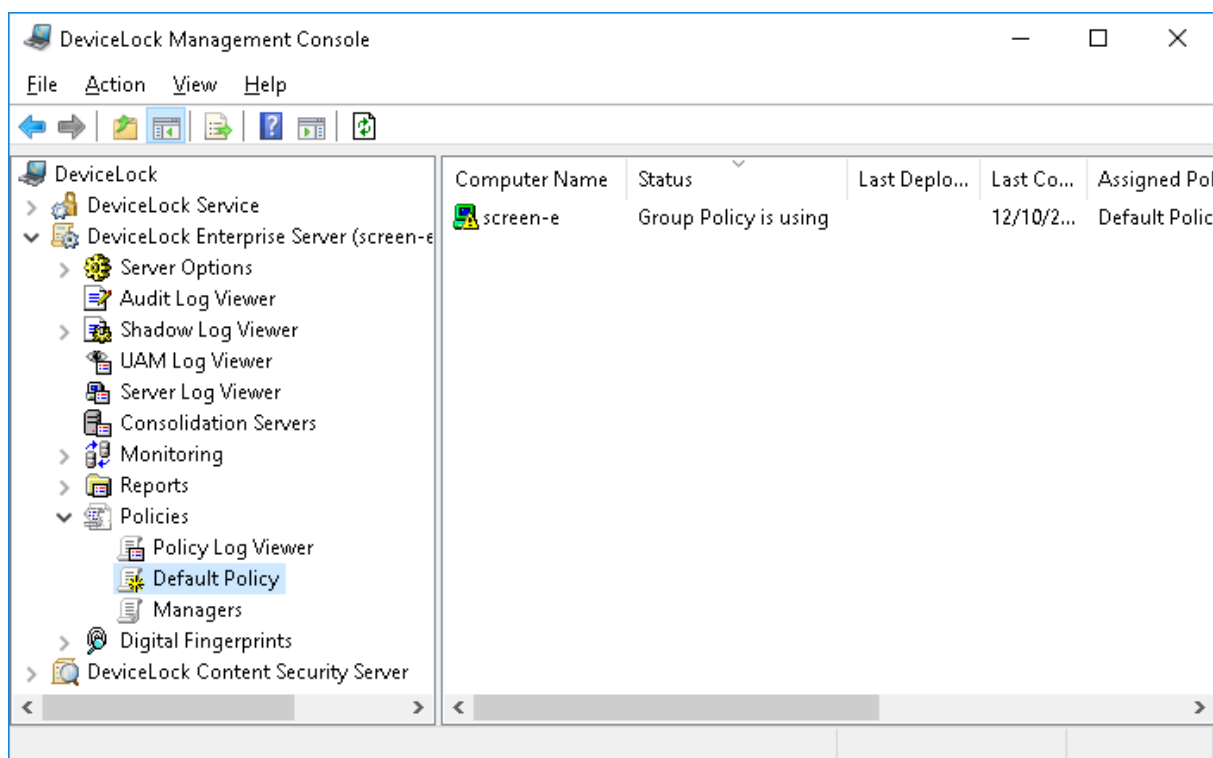 DeviceLock Management Console
File Action View Help
DeviceLock
DeviceLock Service
DeviceLock Enterprise Server (screen-e
Server Options
Audit Log Viewer
Shadow Log Viewer
UAM Log Viewer
Server Log Viewer
Consolidation Servers
Monitoring
Reports
Policies
Policy Log Viewer
Default Policy
Managers
Digital Fingerprints
DeviceLock Content Security Server
Computer Name Status Last Deplo... Last Co... Assigned Pol
screen-e Group Policy is using 12/10/2... Default Polic